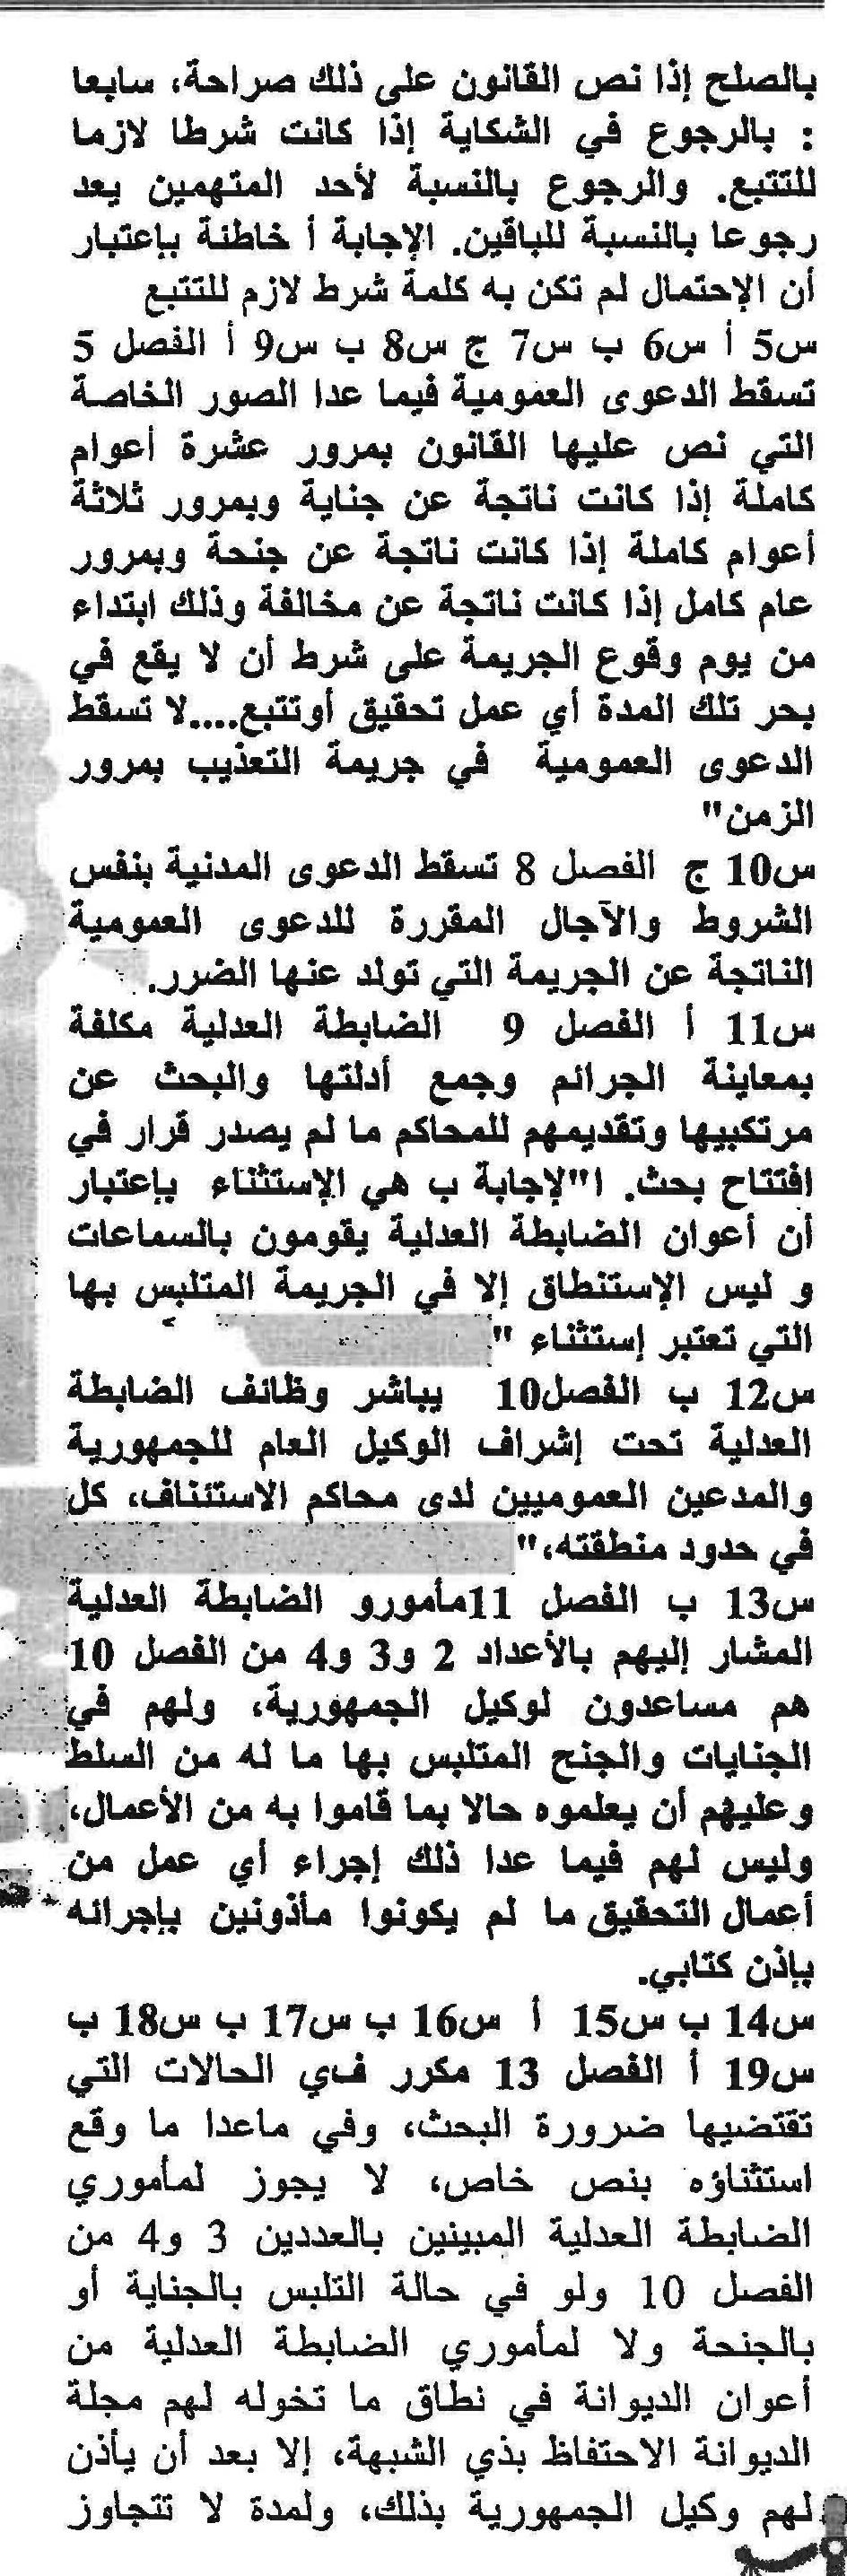 بالصلح إذا نص القانون على ذلك صراحة، سابعا
: بالرجوع في الشكاية إذا كانت شرطا لازما
للتتبع. والرجوع بالنسبة لأحد المتهمين يعد
رجوعا بالنسبة للباقين. الإجابة أ خاطئة بإعتبار
أن الإحتمال لم تكن به كلمة شرط لازم للتتبع
س5 أ س6 ب س7 ج س8 ب س9 أ الفصل 5
تسقط الدعوى العمومية فيما عدا الصور الخاصة
التي نص عليها القانون بمرور عشرة أعوام
كاملة إذا كانت ناتجة عن جناية وبمرور ثلاثة
أعوام كاملة إذا كانت ناتجة عن جنحة وبمرور
عام كامل إذا كانت ناتجة عن مخالفة وذلك ابتداء
من يوم وقوع الجريمة على شرط أن لا يقع في
بحر تلك المدة أي عمل تحقيق أوتتبع....لا تسقط
الدعوى العمومية في جريمة التعذيب بمرور
الزمن"
س10 ج الفصل 8 تسقط الدعوى المدنية بنفس
الشروط والآجال المقررة للدعوى العمومية
الناتجة عن الجريمة التي تولد عنها الضرر.
س11 أ الفصل 9 الضابطة العدلية مكلفة
بمعاينة الجرائم وجمع أدلتها والبحث عن
مرتكبيها وتقديمهم للمحاكم ما لم يصدر قرار في
افتتاح بحث. ا"لإجابة ب هي الإستثناء بإعتبار
أن أعوان الضابطة العدلية يقومون بالسماعات
و ليس الإستنطاق إلا في الجريمة المتلبس بها
التي تعتبر إستثناء "
س12 ب الفصل10 يباشر وظائف الضابطة
العدلية تحت إشراف الوكيل العام للجمهورية
والمدعين العموميين لدى محاكم الاستئناف، كل
في حدود منطقته،"
س13 ب الفصل 11مأمورو الضابطة العدلية
المشار إليهم بالأعداد 2 و3 و4 من الفصل 10
هم مساعدون لوكيل الجمهورية، ولهم في
الجنايات والجنح المتلبس بها ما له من السلط
وعليهم أن يعلموه حالا بما قاموا به من الأعمال،
وليس لهم فيما عدا ذلك إجراء أي عمل من
أعمال التحقيق ما لم يكونوا مأذونين بإجرائه
بإذن كتابي.
س14 ب س15 أ س16 ب س17 ب س18 ب
س19 أ الفصل 13 مكرر في الحالات التي
تقتضيها ضرورة البحث، وفي ماعدا ما وقع
استثناؤه بنص خاص، لا يجوز لمأموري
الضابطة العدلية المبينين بالعددين 3 و4 من
الفصل 10 ولو في حالة التلبس بالجناية أو
بالجنحة ولا لمأموري الضابطة العدلية من
أعوان الديوانة في نطاق ما تخوله لهم مجلة
الديوانة الاحتفاظ بذي الشبهة، إلا بعد أن يأذن
لهم وكيل الجمهورية بذلك، ولمدة لا تتجاوز